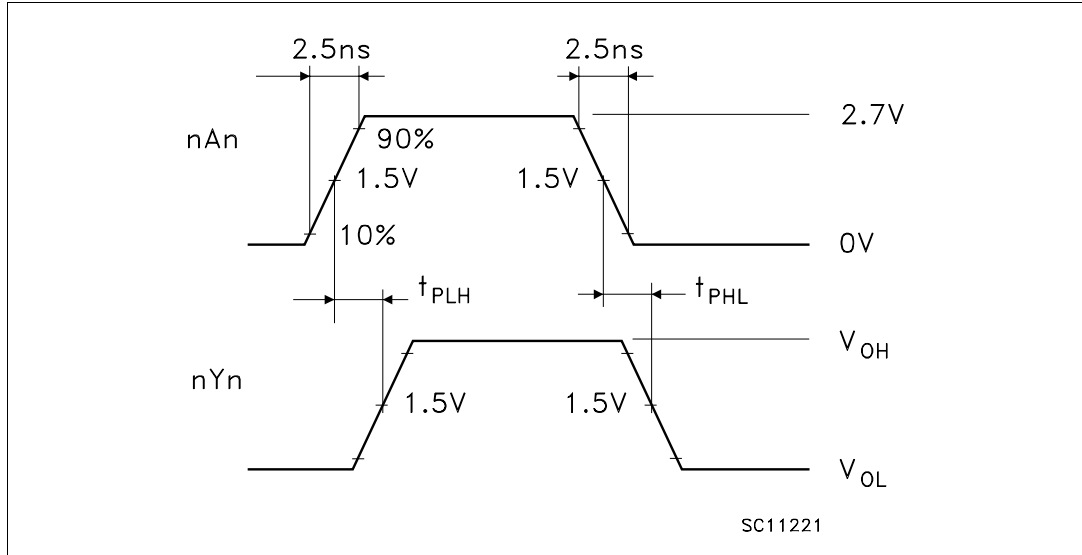 2.5ns 2.5ns
2.7V
nAn
90%
1.5V 1.5V
10%
0V
tPLH tPHL
VOH
nYn
1.5V 1.5V
VOL
SC11221